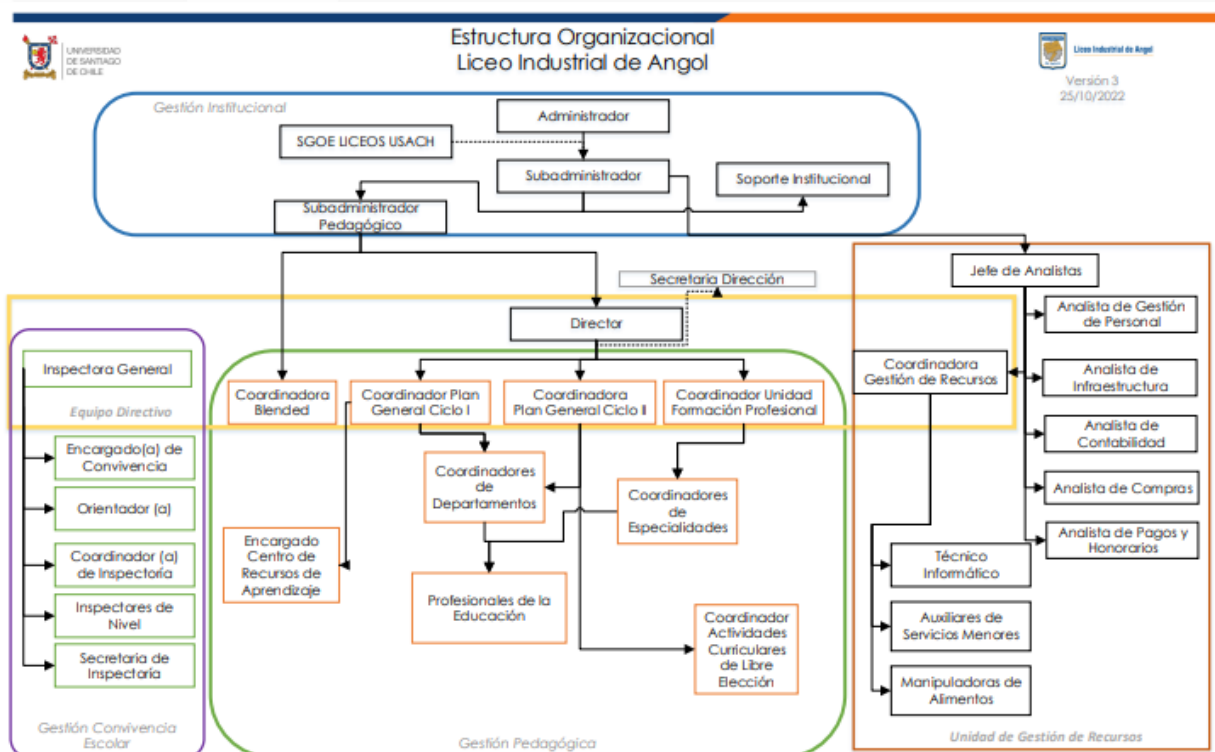 UNIVERSIDAD
DE SANTIAGO
DE CHILE
Estructura Organizacional
Liceo Industrial de Angol
Liceo Industrial de Angol
Versión 3
25/10/2022
Gestión Institucional
Administrador
SGOE LICEOS USACH
Subadministrador
Soporte Institucional
Subadministrador
Pedagógico
Jefe de Analistas
Secretaria Dirección
Director
Analista de Gestión
de Personal
Inspectora General
Equipo Directivo
Coordinadora
Blended
Coordinador Plan
General Ciclo I
Coordinadora
Plan General Ciclo II
Coordinador Unidad
Formación Profesional
Coordinadora
Gestión de Recursos
Analista de
Infraestructura
Analista de
Contabilidad
Analista de Compras
Analista de Pagos y
Honorarios
Encargado(a) de
Convivencia
Orientador (a)
Coordinador (a)
de Inspectoría
Inspectores de
Nivel
Secretaria de
Inspectoría
Gestión Convivencia
Escolar
Coordinadores
de
Departamentos
Coordinadores
de
Especialidades
Encargado
Centro de
Recursos de
Aprendizaje
Profesionales de la
Educación
Coordinador
Actividades
Curriculares
de Libre
Elección
Gestión Pedagógica
Técnico
Informático
Auxiliares de
Servicios Menores
Manipuladoras de
Alimentos
Unidad de Gestión de Recursos